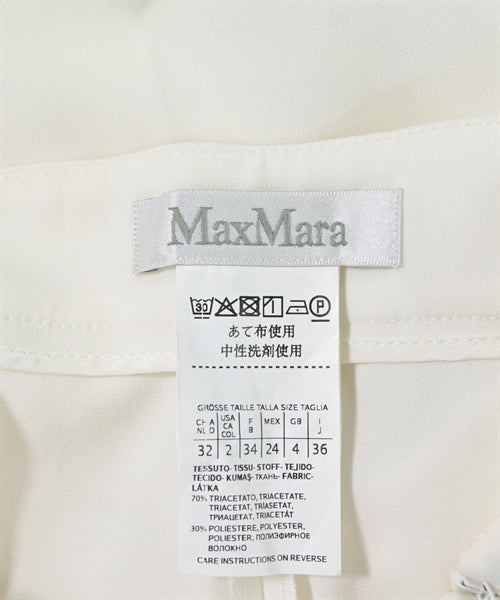 MaxMara
30 P
あて布使用
中性洗剤使用
GRÖSSE TAILLE TALLA SIZE TAGLIA
CH A NL D USA CA COL F B MEX GB I J
32 2 34 24 4 36
TESSUTO- TISSU- STOFF- TEJIDO-
TECIDO- KUMAŞ- ТКАНЬ- FABRIC-
LÁTKA
70% TRIACETATO, TRIACETATE,
TRIACETAT, TRIASETAT,
ТРИАЦЕТАТ, TRIACETÁT
30% POLIESTERE, POLYESTER,
POLIESTER, ПОЛИЭФИРНОЕ
ВОЛОКНО
CARE INSTRUCTIONS ON REVERSE